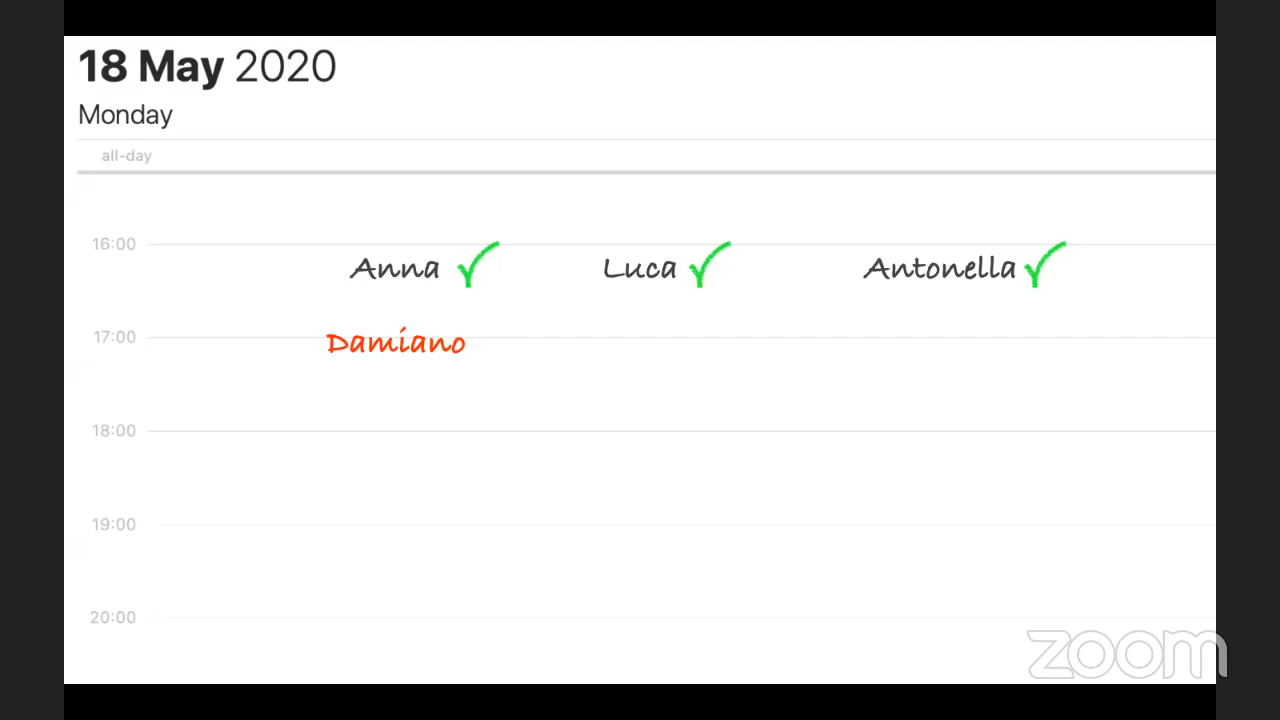 18 May 2020
Monday
all-day
16:00 Anna Luca Antonella
17:00 Damiano
18:00
19:00
20:00
zoom